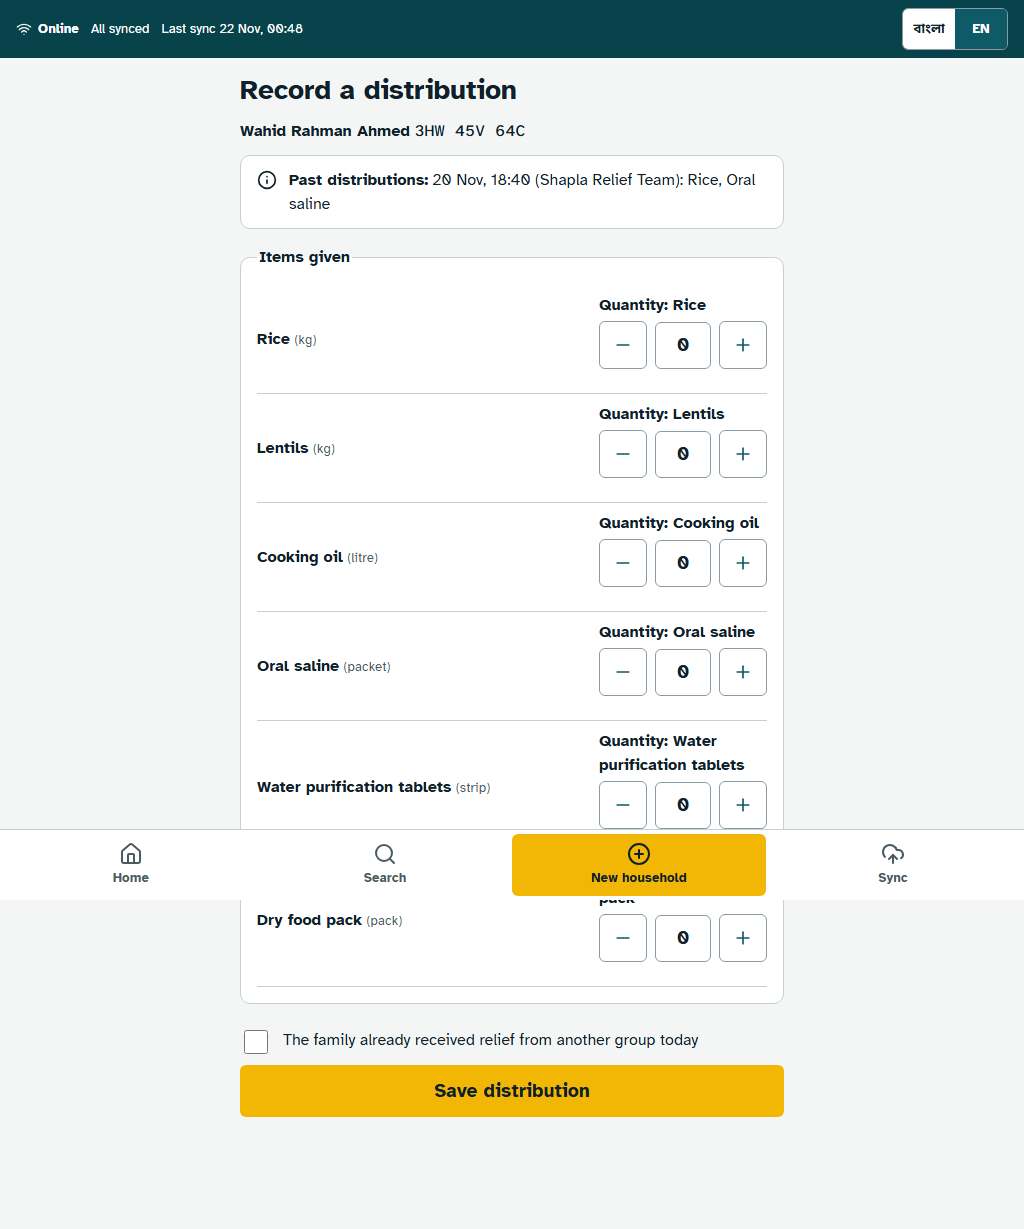 Online All synced Last sync 22 Nov, 00:48 বাংলা EN
Record a distribution
Wahid Rahman Ahmed 3HW 45V 64C
Past distributions: 20 Nov, 18:40 (Shapla Relief Team): Rice, Oral
saline
Items given
Quantity: Rice
Rice (kg)
0
Quantity: Lentils
Lentils (kg)
0
Quantity: Cooking oil
Cooking oil (litre)
0
Quantity: Oral saline
Oral saline (packet)
0
Quantity: Water
purification tablets
Water purification tablets (strip)
0
Home Search New household Sync
pack
Dry food pack (pack)
0
The family already received relief from another group today
Save distribution